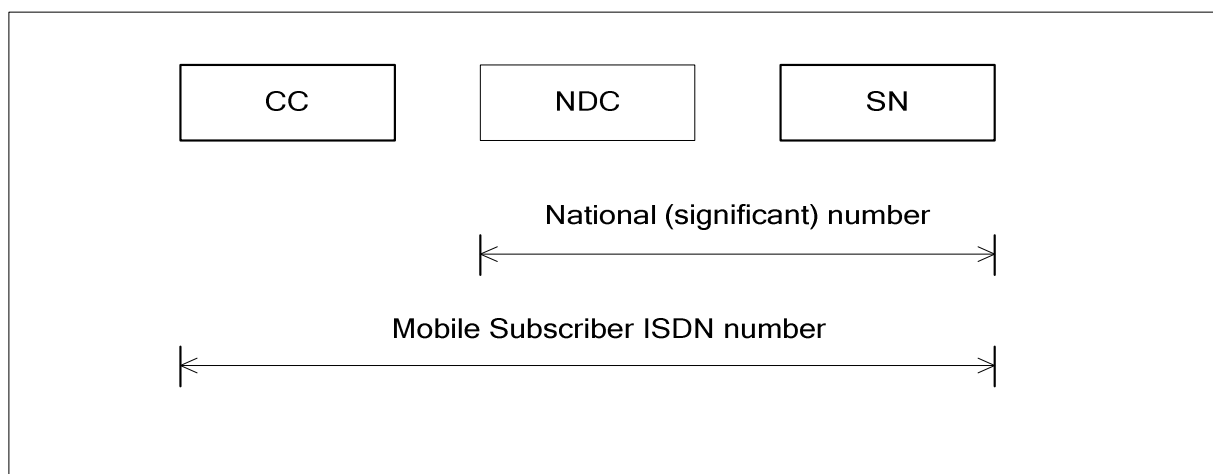 CC NDC SN
National (significant) number
Mobile Subscriber ISDN number